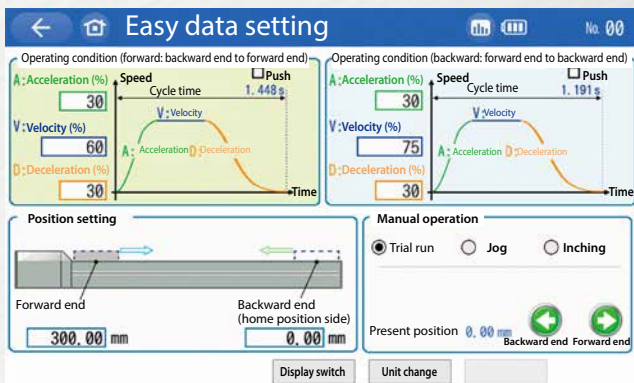 Easy data setting
No. 00
Operating condition (forward: backward end to forward end)
A:Acceleration (%)
30
V:Velocity (%)
60
D:Deceleration (%)
30
Speed
Push
Cycle time
1.448s
V:Velocity
A: Acceleration
D:Deceleration
Time
Operating condition (backward: forward end to backward end)
A:Acceleration (%)
30
V:Velocity (%)
75
D:Deceleration (%)
30
Speed
Push
Cycle time
1.191s
V:Velocity
A: Acceleration
D:Deceleration
Time
Position setting
Forward end
Backward end
(home position side)
300.00 mm
0.00 mm
Manual operation
Trial run Jog Inching
Present position 0.00 mm
Backward end Forward end
Display switch Unit change